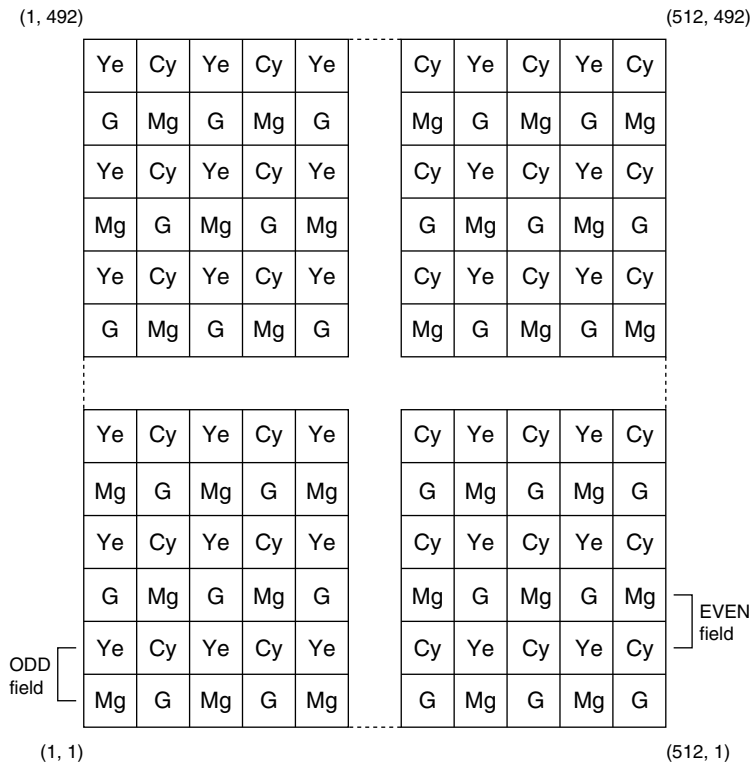 (1, 492) (512, 492)
Ye Cy Ye Cy Ye Cy Ye Cy Ye Cy
G Mg G Mg G Mg G Mg G Mg
Ye Cy Ye Cy Ye Cy Ye Cy Ye Cy
Mg G Mg G Mg G Mg G Mg G
Ye Cy Ye Cy Ye Cy Ye Cy Ye Cy
G Mg G Mg G Mg G Mg G Mg
Ye Cy Ye Cy Ye Cy Ye Cy Ye Cy
Mg G Mg G Mg G Mg G Mg G
Ye Cy Ye Cy Ye Cy Ye Cy Ye Cy
G Mg G Mg G Mg G Mg G Mg
EVEN
field
Ye Cy Ye Cy Ye Cy Ye Cy Ye Cy
ODD
field
Mg G Mg G Mg G Mg G Mg G
(1, 1) (512, 1)